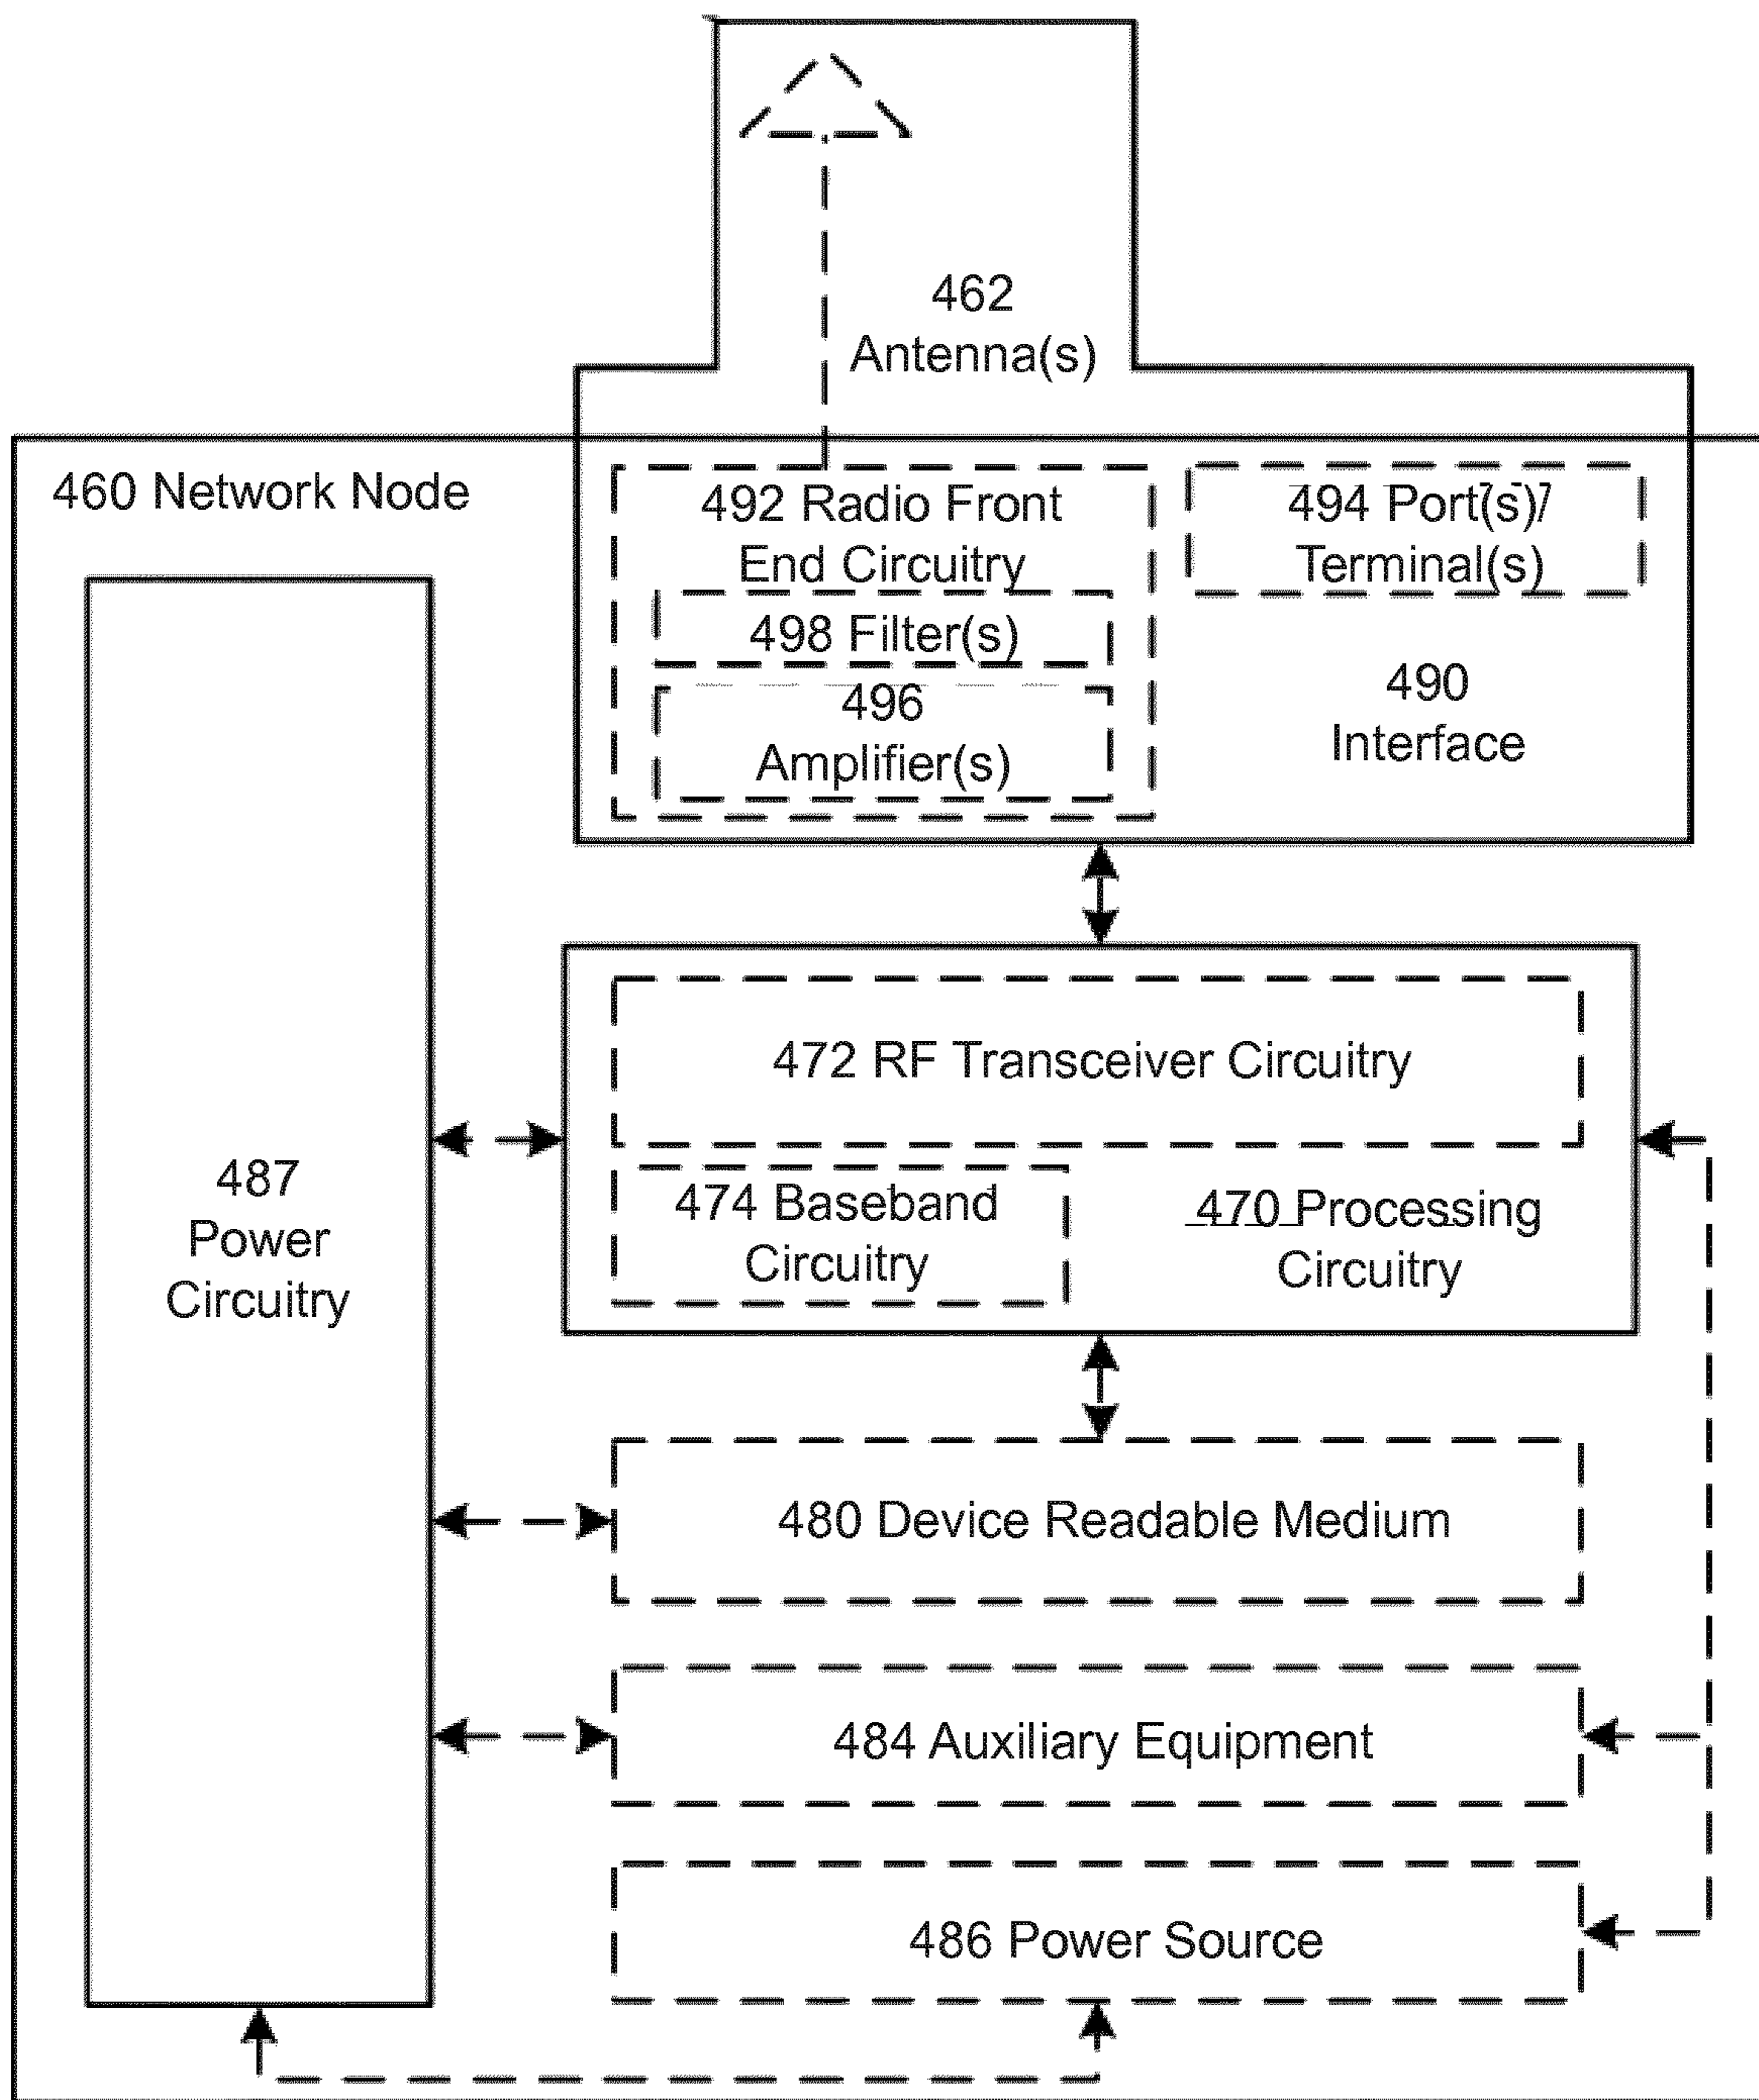 462
Antenna(s)
460 Network Node
492 Radio Front
End Circuitry
498 Filter(s)
496
Amplifier(s)
494 Port(s)/
Terminal(s)
490
Interface
472 RF Transceiver Circuitry
474 Baseband
Circuitry
470 Processing
Circuitry
487
Power
Circuitry
480 Device Readable Medium
484 Auxiliary Equipment
486 Power Source